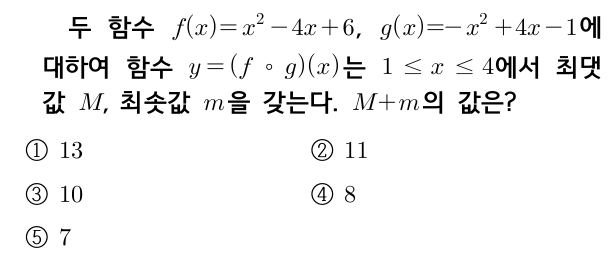 두 함수 f(x)=x²−4x+6, g(x)=−x²+4x−1에
대하여 함수 y=(f∘g)(x)는 1≤x≤4에서 최댓
값 M, 최솟값 m을 갖는다. M+m의 값은?
① 13 ② 11
③ 10 ④ 8
⑤ 7